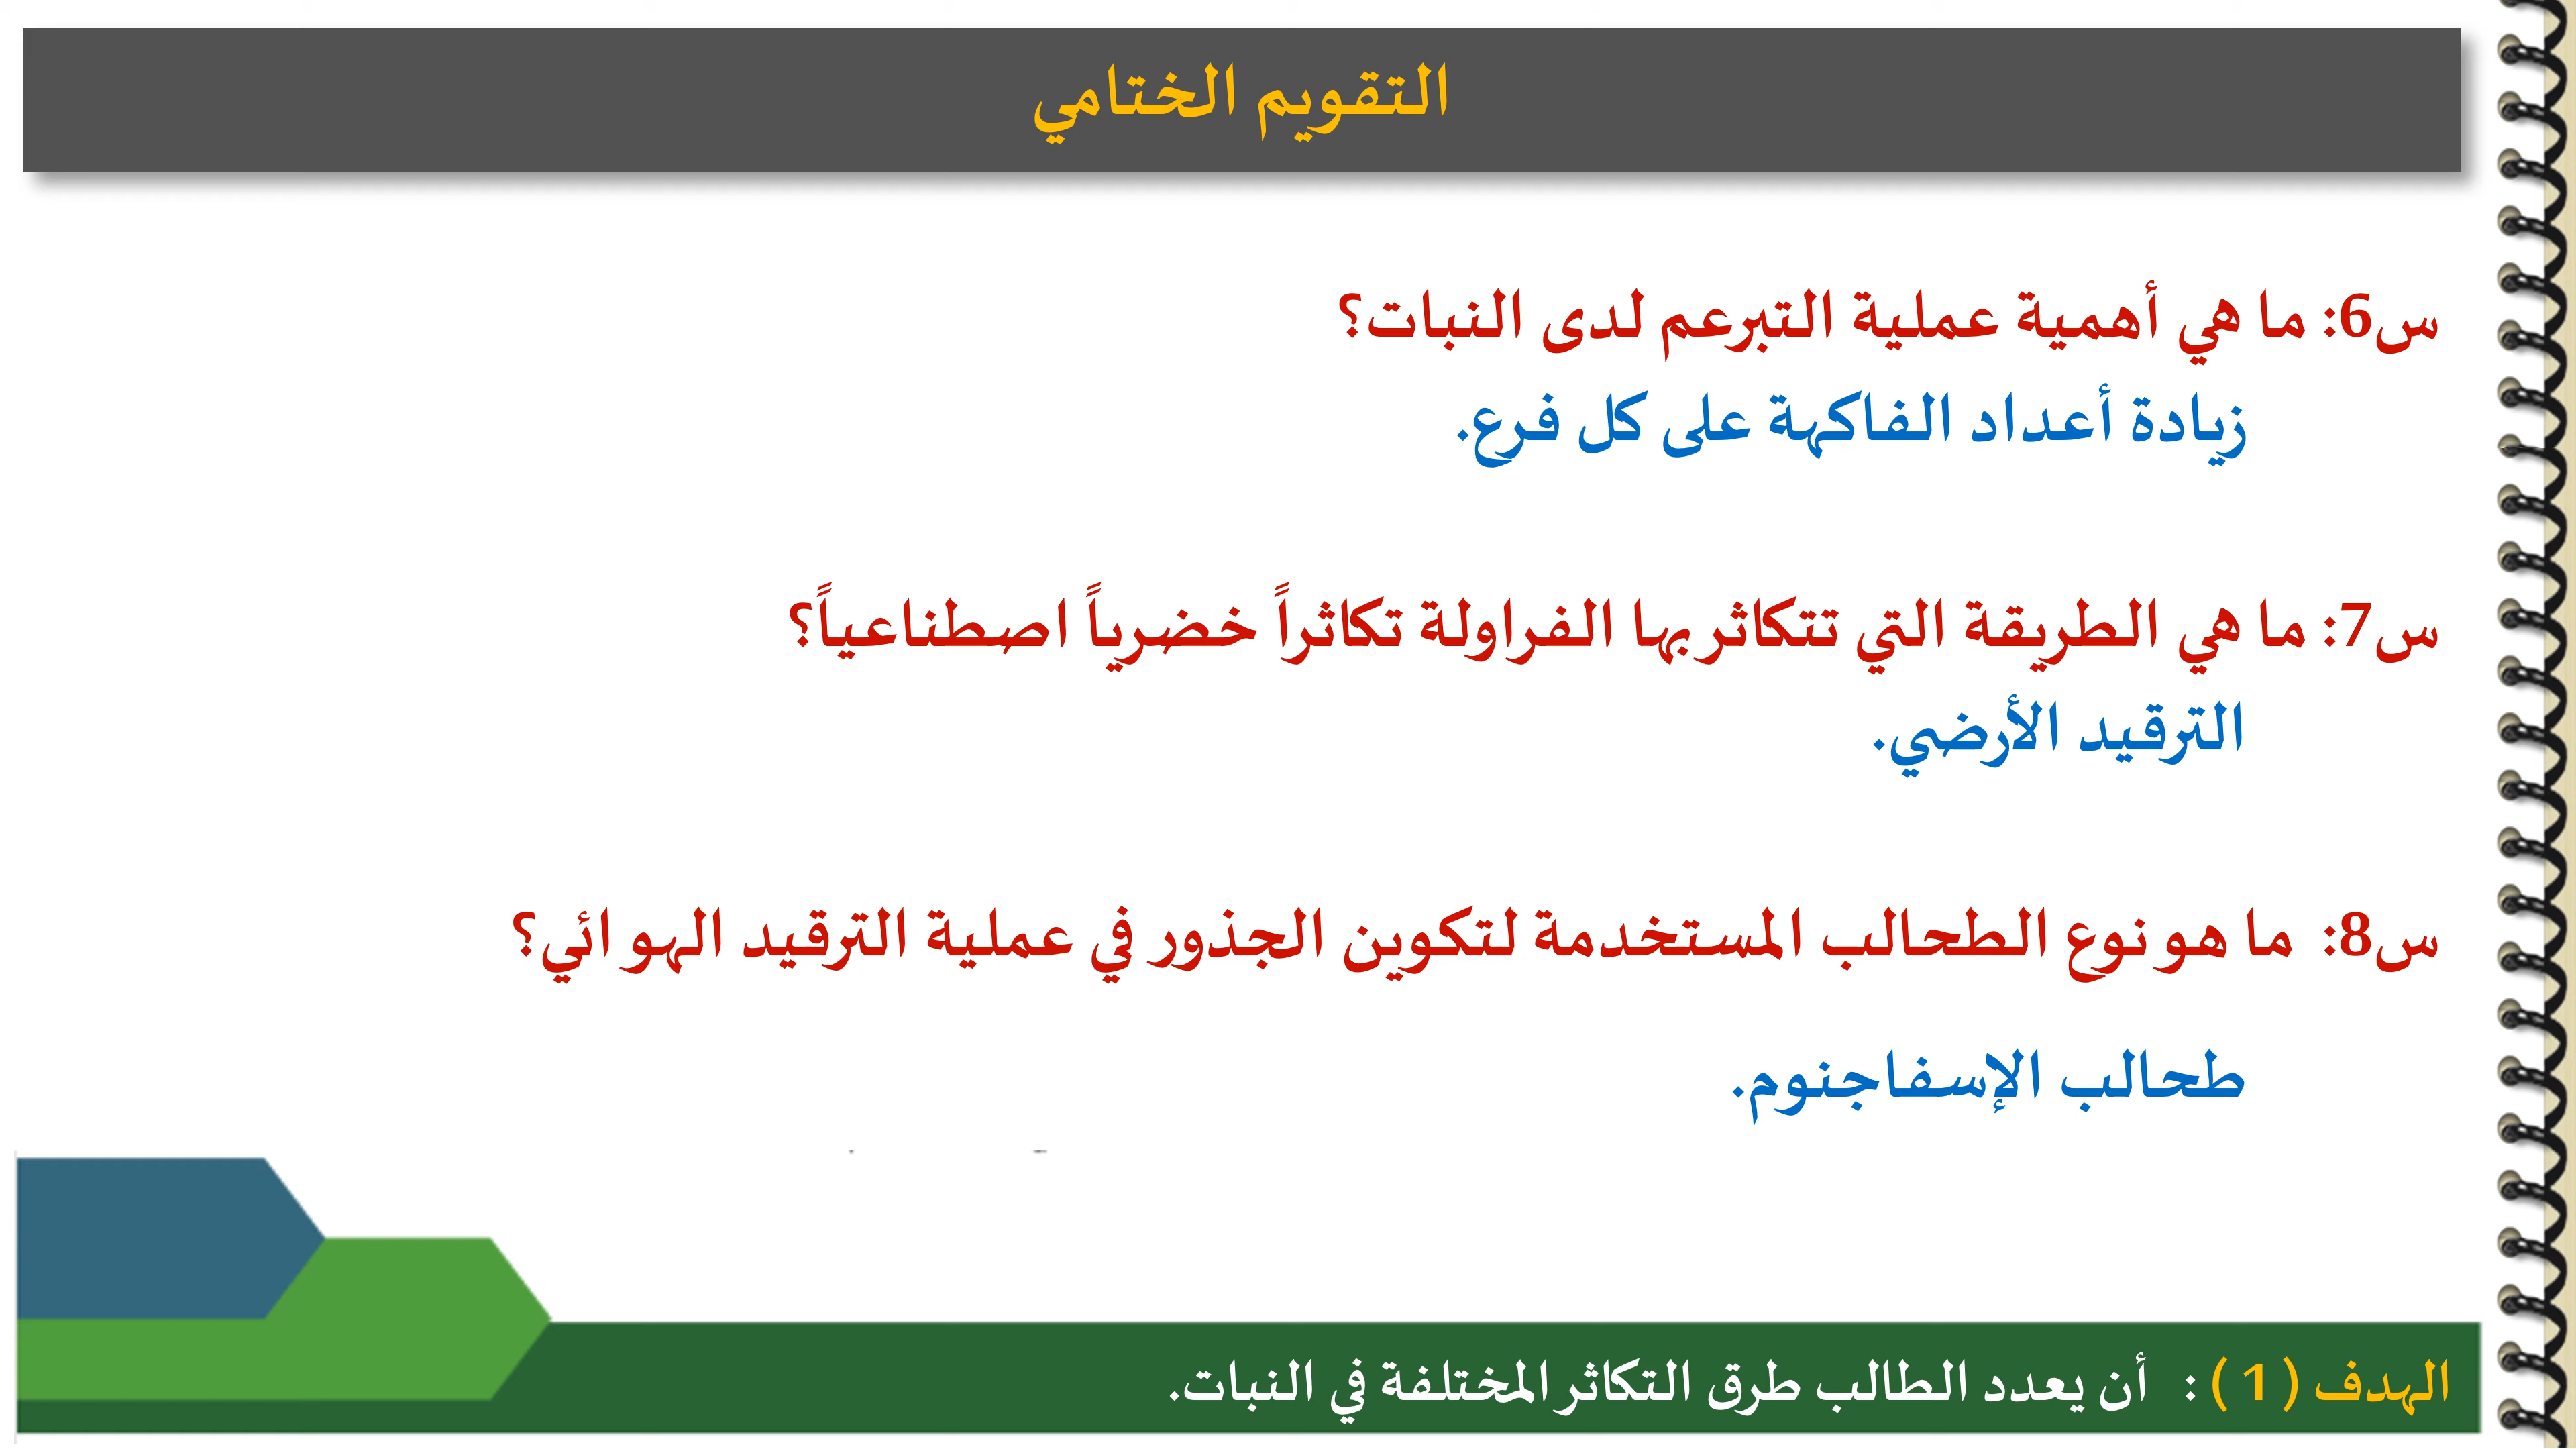 التقويم الختامي
س6: ما هي أهمية عملية التبرعم لدى النبات؟
زيادة أعداد الفاكهة على كل فرع.
س7: ما هي الطريقة التي تتكاثر بها الفراولة تكاثراً خضرياً اصطناعياً؟
الترقيد الأرضي.
س8: ما هو نوع الطحالب المستخدمة لتكوين الجذور في عملية الترقيد الهوائي؟
طحالب الإسفاجنوم.
الهدف ( 1 ) : أن يعدد الطالب طرق التكاثر المختلفة في النبات.